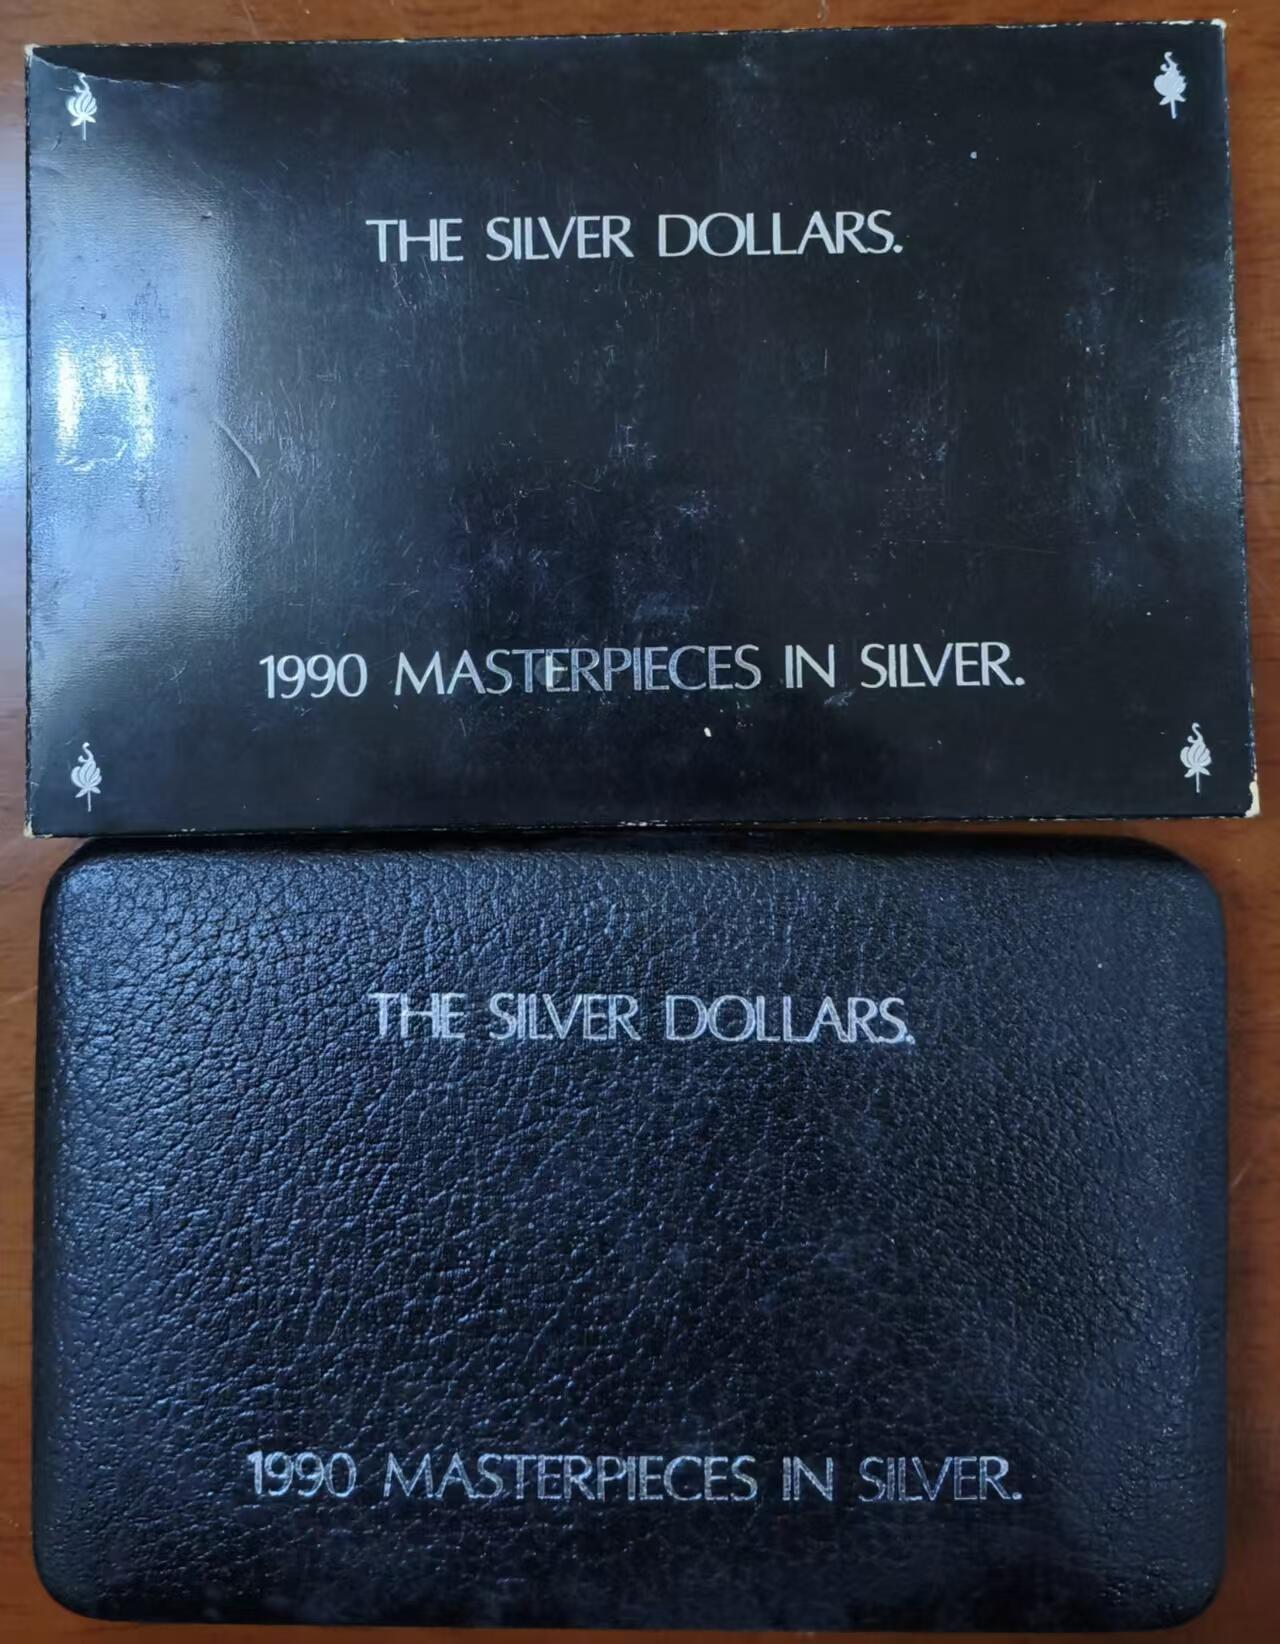 THE SILVER DOLLARS.
1990 MASTERPIECES IN SILVER.
THE SILVER DOLLARS.
1990 MASTERPIECES IN SILVER.